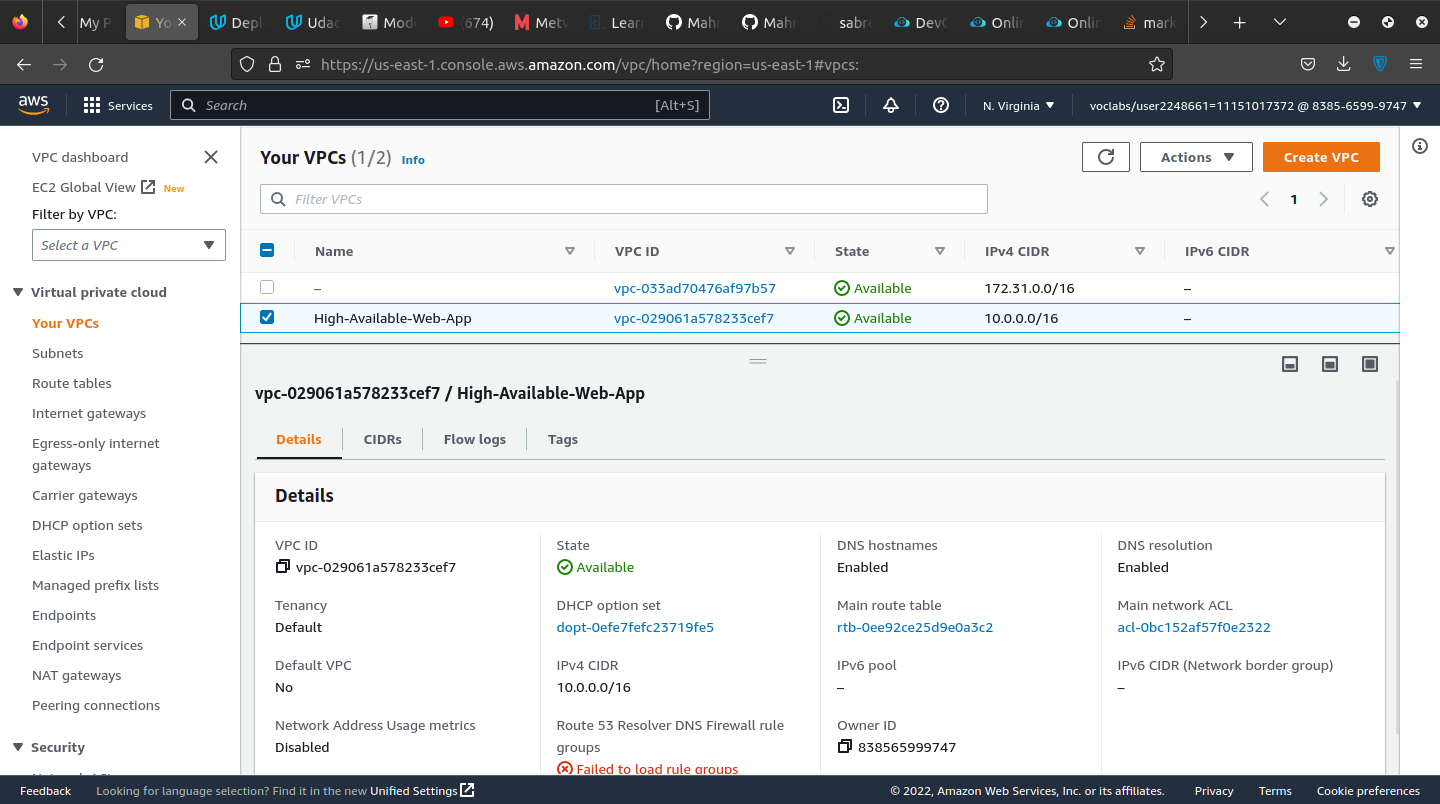 My P
Yo
Depl
Udac
Mode
(674)
Metw
Lear
Mahr
Mahr
sabre
DevC
Onlin
Onlin
mark
https://us-east-1.console.aws.amazon.com/vpc/home?region=us-east-1#vpcs:
aws
Services
Search
[Alt+S]
N. Virginia
voclabs/user2248661=11151017372 @ 8385-6599-9747
VPC dashboard
EC2 Global View New
Filter by VPC:
Select a VPC
Virtual private cloud
Your VPCs
Subnets
Route tables
Internet gateways
Egress-only internet
gateways
Carrier gateways
DHCP option sets
Elastic IPs
Managed prefix lists
Endpoints
Endpoint services
NAT gateways
Peering connections
Security
Your VPCs (1/2) Info
Actions
Create VPC
Filter VPCs
1
Name VPC ID State IPv4 CIDR IPv6 CIDR
– vpc-033ad70476af97b57 Available 172.31.0.0/16 –
High-Available-Web-App vpc-029061a578233cef7 Available 10.0.0.0/16 –
vpc-029061a578233cef7 / High-Available-Web-App
Details CIDRs Flow logs Tags
Details
VPC ID
vpc-029061a578233cef7
State
Available
DNS hostnames
Enabled
DNS resolution
Enabled
Tenancy
Default
DHCP option set
dopt-0efe7fefc23719fe5
Main route table
rtb-0ee92ce25d9e0a3c2
Main network ACL
acl-0bc152af57f0e2322
Default VPC
No
IPv4 CIDR
10.0.0.0/16
IPv6 pool
–
IPv6 CIDR (Network border group)
–
Network Address Usage metrics
Disabled
Route 53 Resolver DNS Firewall rule
groups
Failed to load rule groups
Owner ID
838565999747
Feedback
Looking for language selection? Find it in the new Unified Settings
© 2022, Amazon Web Services, Inc. or its affiliates.
Privacy
Terms
Cookie preferences